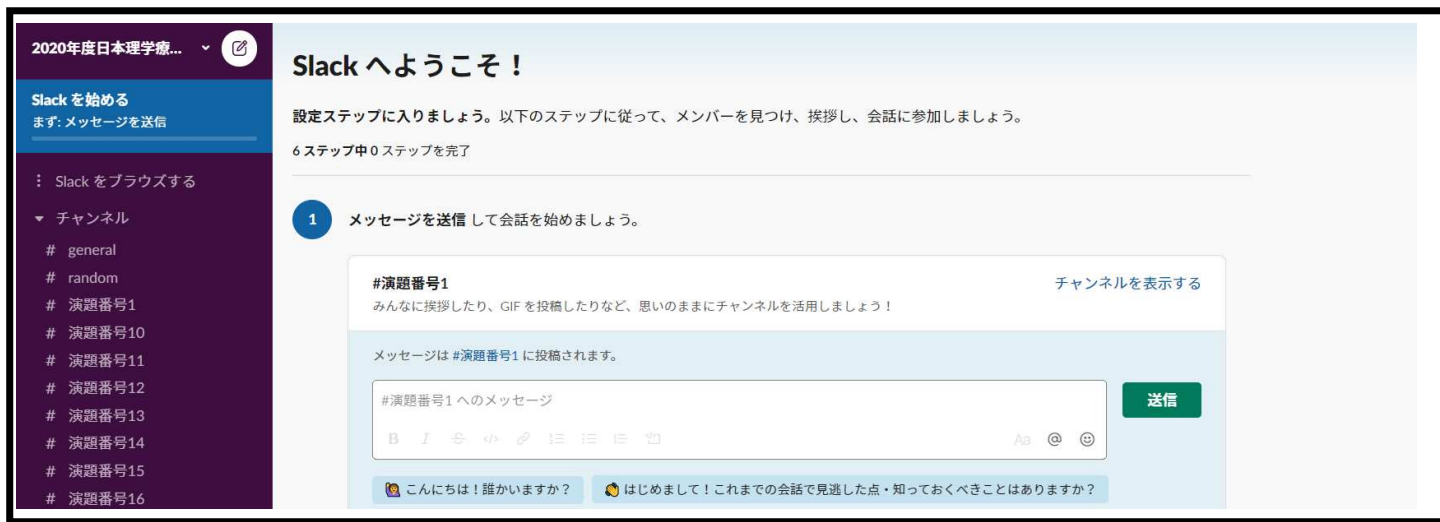 2020年度日本理学療...
Slack を始める
まず: メッセージを送信
Slack をブラウズする
チャンネル
# general
# random
# 演題番号1
# 演題番号10
# 演題番号11
# 演題番号12
# 演題番号13
# 演題番号14
# 演題番号15
# 演題番号16
Slack へようこそ！
設定ステップに入りましょう。以下のステップに従って、メンバーを見つけ、挨拶し、会話に参加しましょう。
6 ステップ中 0 ステップを完了
1 メッセージを送信 して会話を始めましょう。
#演題番号1 チャンネルを表示する
みんなに挨拶したり、GIF を投稿したりなど、思いのままにチャンネルを活用しましょう！
メッセージは #演題番号1 に投稿されます。
#演題番号1 へのメッセージ 送信
B I S </> Aa @
こんにちは！誰かいますか？ はじめまして！これまでの会話で見逃した点・知っておくべきことはありますか？